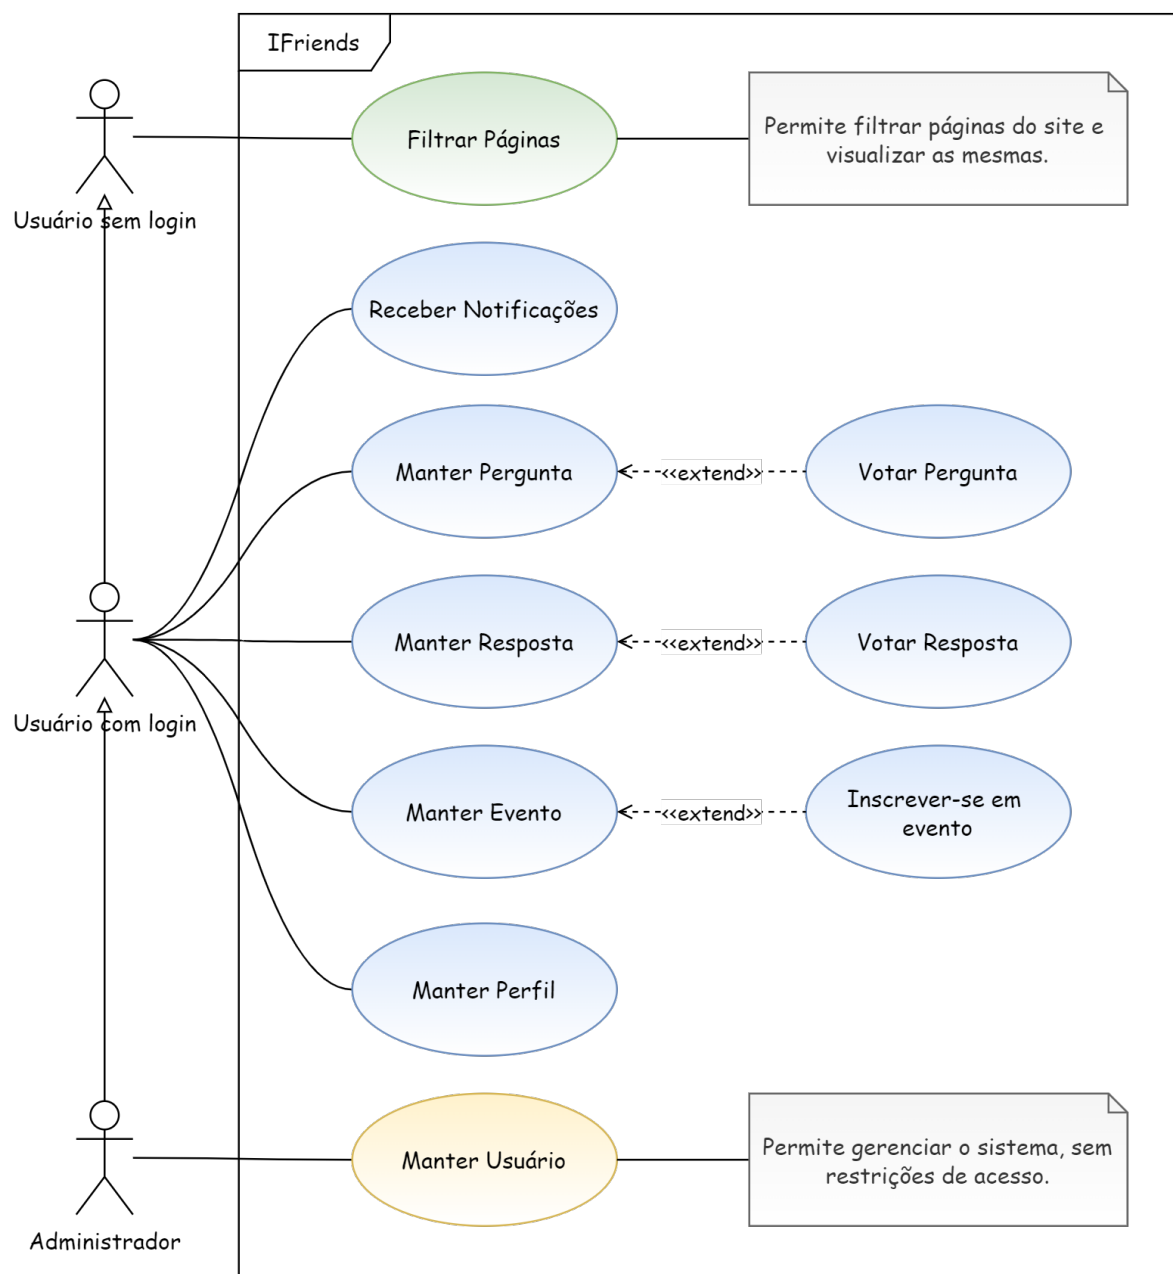 IFriends
Filtrar Páginas
Permite filtrar páginas do site e
visualizar as mesmas.
Usuário sem login
Receber Notificações
Manter Pergunta
<<extend>>
Votar Pergunta
Manter Resposta
<<extend>>
Votar Resposta
Usuário com login
Manter Evento
<<extend>>
Inscrever-se em
evento
Manter Perfil
Manter Usuário
Permite gerenciar o sistema, sem
restrições de acesso.
Administrador